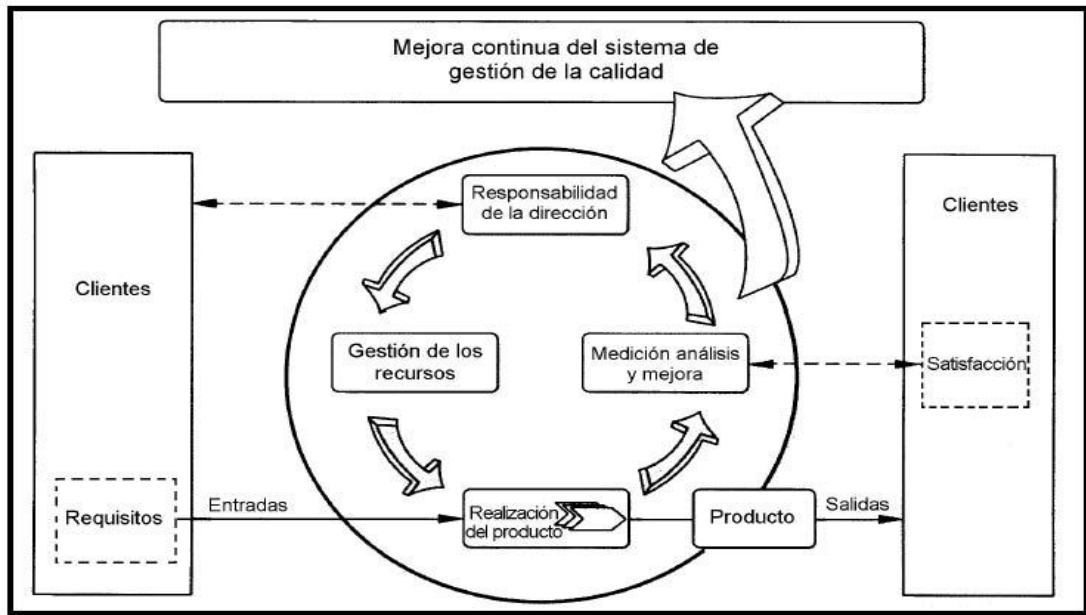 Mejora continua del sistema de
gestión de la calidad
Responsabilidad
de la dirección
Clientes
Clientes
Gestión de los
recursos
Medición análisis
y mejora
Satisfacción
Requisitos
Entradas
Realización
del producto
Producto
Salidas